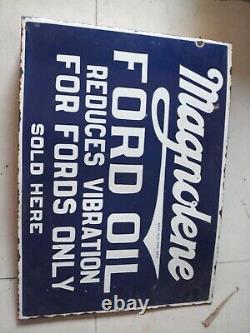 Magnolene
FORD OIL
REDUCES VIBRATION
FOR FORDS ONLY
SOLD HERE